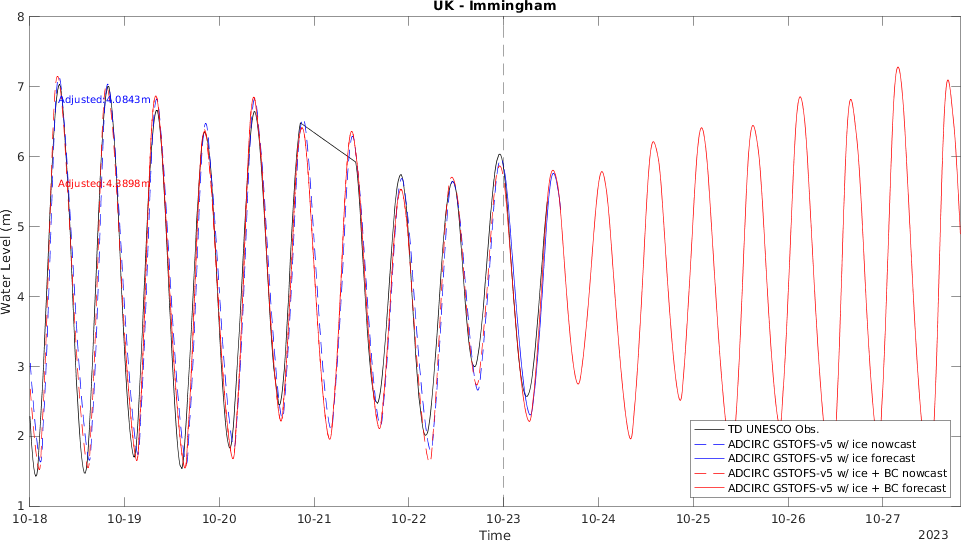 UK - Immingham
8
7
6
5
4
3
2
1
Water Level (m)
Adjusted:4.0843m
Adjusted:4.3898m
10-18
10-19
10-20
10-21
10-22
10-23
10-24
10-25
10-26
10-27
Time
2023
TD UNESCO Obs.
ADCIRC GSTOFS-v5 w/ ice nowcast
ADCIRC GSTOFS-v5 w/ ice forecast
ADCIRC GSTOFS-v5 w/ ice + BC nowcast
ADCIRC GSTOFS-v5 w/ ice + BC forecast